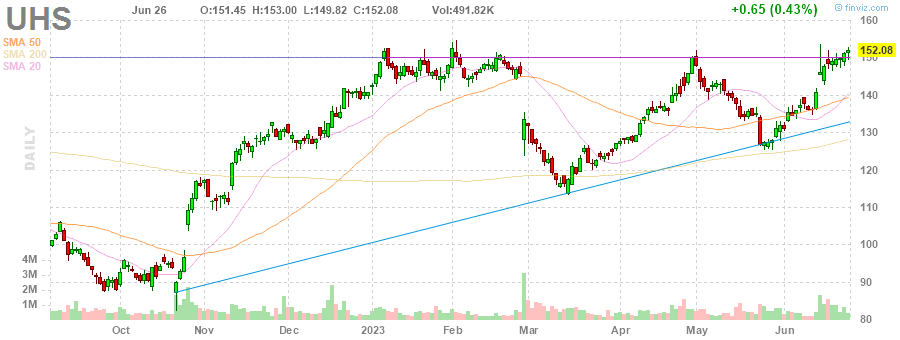 UHS Jun 26 O:151.45 H:153.00 L:149.82 C:152.08 Vol:491.82K +0.65 (0.43%) © finviz.com
SMA 50
SMA 200
SMA 20
DAILY
160
152.08
150
140
130
120
110
100
90
80
4M
3M
2M
1M
Oct Nov Dec 2023 Feb Mar Apr May Jun